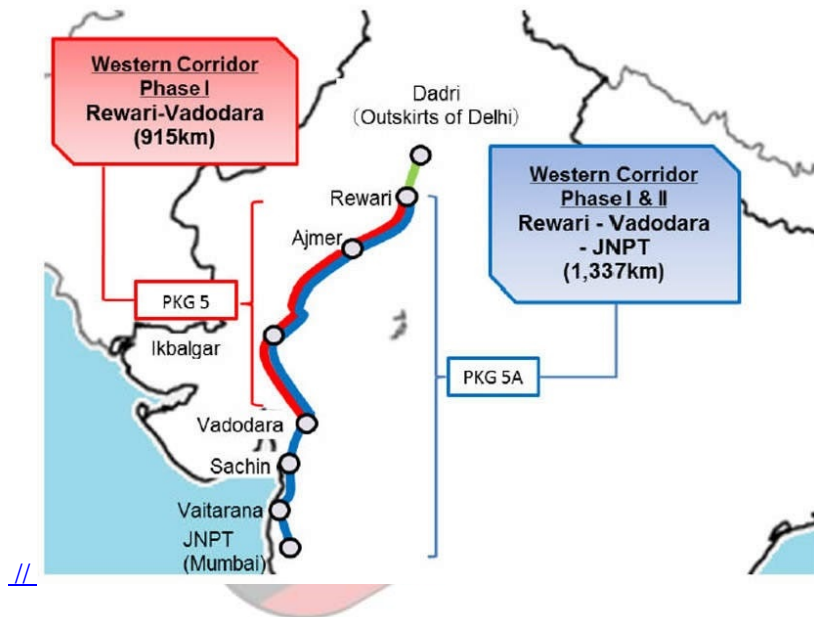 Western Corridor
Phase I
Rewari-Vadodara
(915km)
Dadri
(Outskirts of Delhi)
Western Corridor
Phase I & II
Rewari - Vadodara
- JNPT
(1,337km)
Rewari
Ajmer
PKG 5
Ikbalgar
PKG 5A
Vadodara
Sachin
Vaitarana
JNPT
(Mumbai)
//